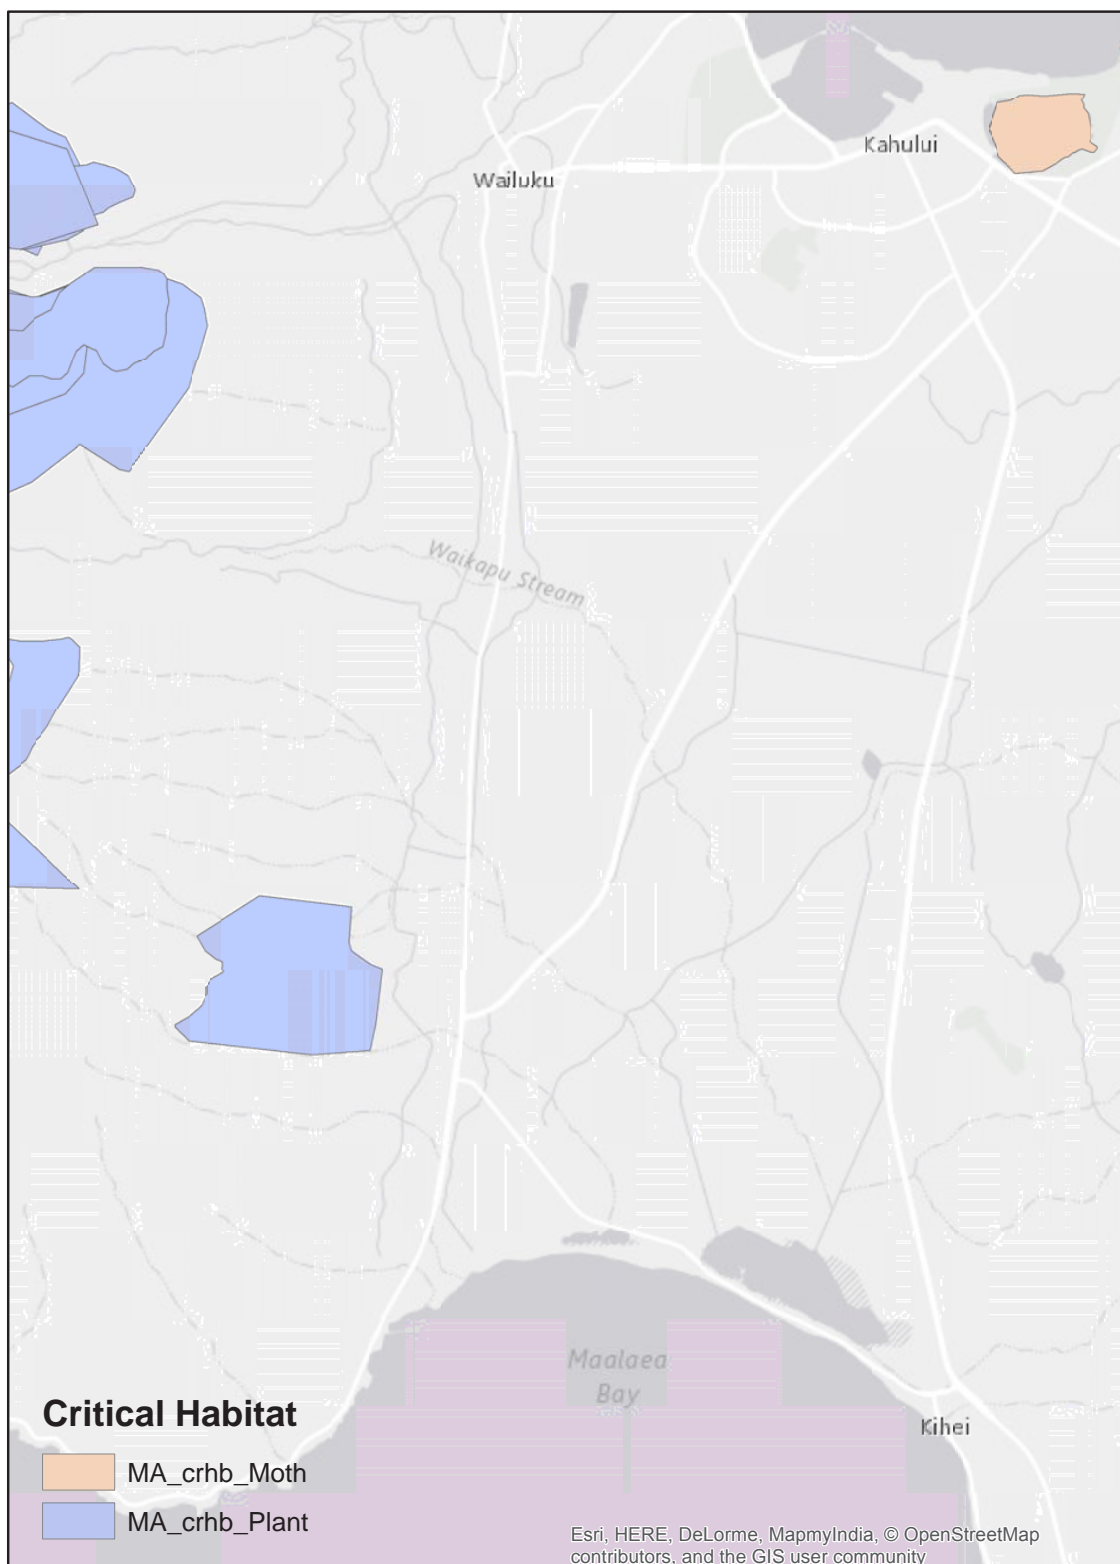 Kahului
Wailuku
Waikapu Stream
Maalaea
Bay
Critical Habitat
Kihei
MA_crhb_Moth
MA_crhb_Plant
Esri, HERE, DeLorme, MapmyIndia, © OpenStreetMap
contributors, and the GIS user community